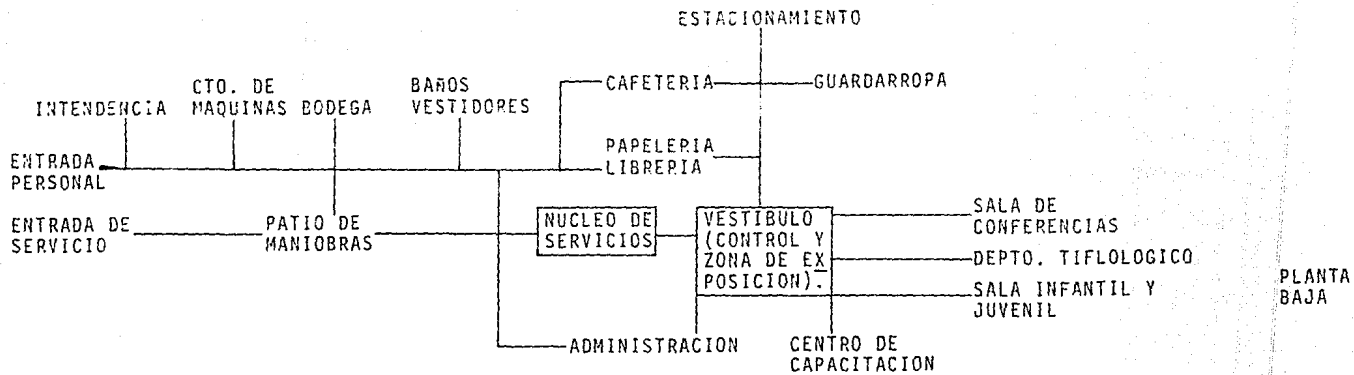 ESTACIONAMIENTO
CAFETERIA
GUARDARROPA
INTENDENCIA
CTO. DE
MAQUINAS
BODEGA
BAÑOS
VESTIDORES
PAPELERIA
LIBRERIA
ENTRADA
PERSONAL
ENTRADA DE
SERVICIO
PATIO DE
MANIOBRAS
NUCLEO DE
SERVICIOS
VESTIBULO
(CONTROL Y
ZONA DE EX
POSICION).
SALA DE
CONFERENCIAS
DEPTO. TIFLOLOGICO
SALA INFANTIL Y
JUVENIL
PLANTA
BAJA
ADMINISTRACION
CENTRO DE
CAPACITACION